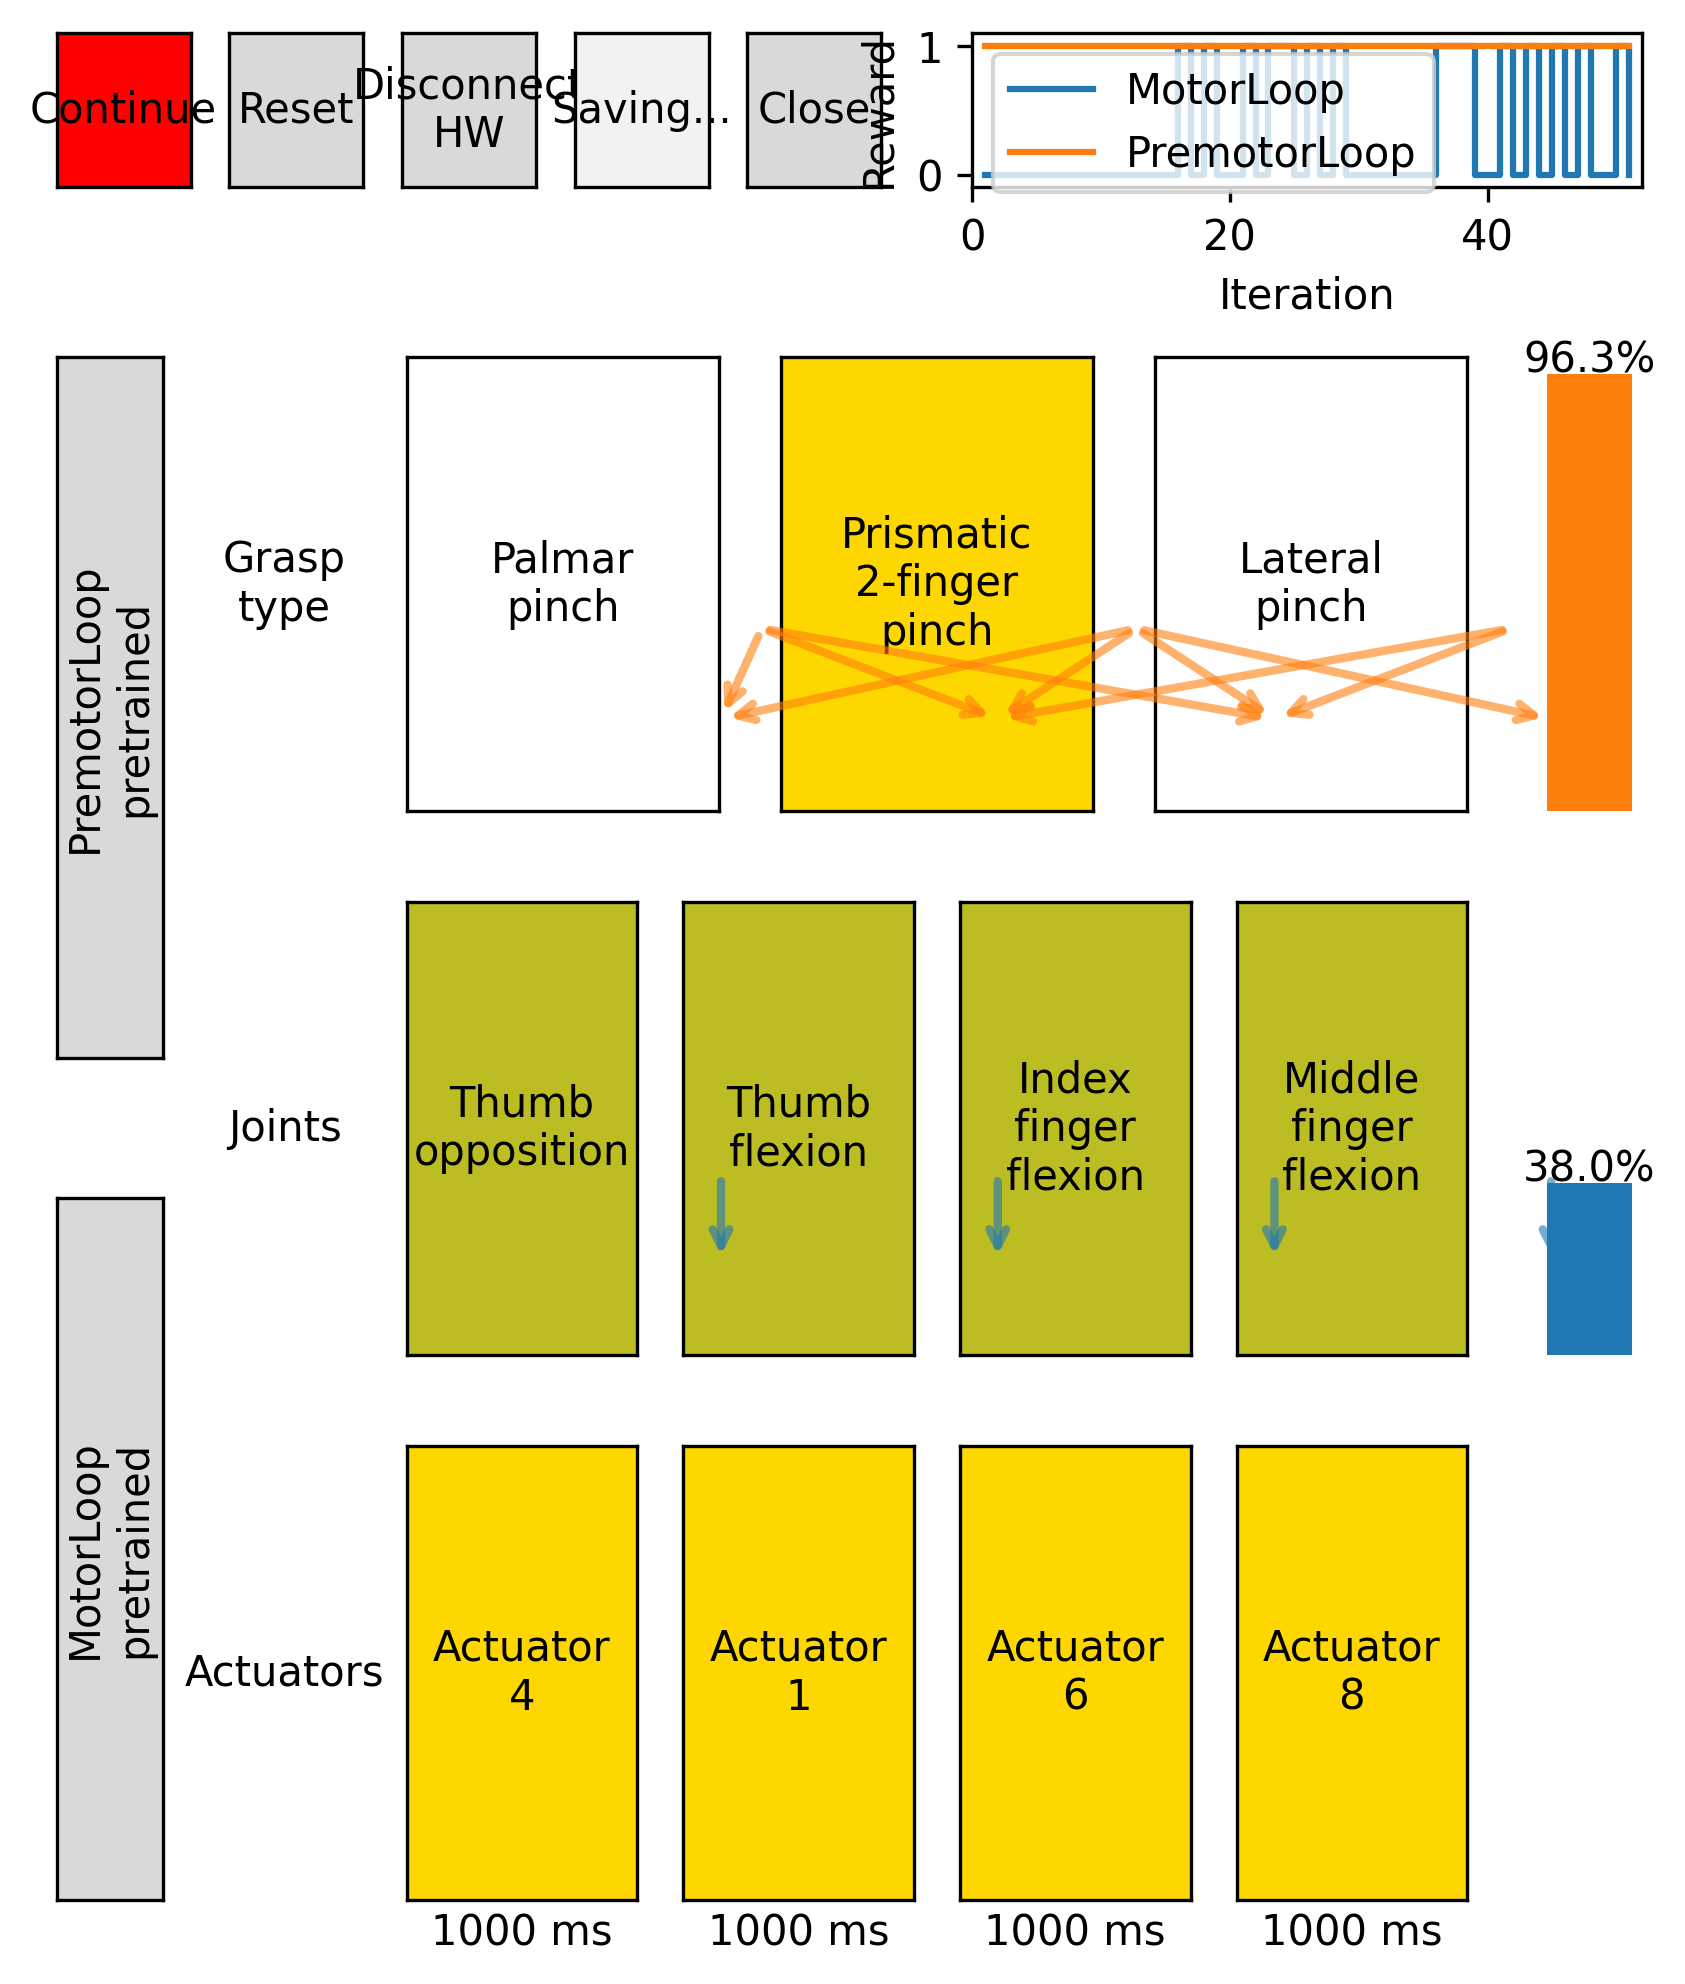 Continue
Reset
Disconnect
HW
Saving...
Close
Reward
1
0
MotorLoop
PremotorLoop
0
20
40
Iteration
PremotorLoop
pretrained
Grasp
type
Palmar
pinch
Prismatic
2-finger
pinch
Lateral
pinch
96.3%
Joints
Thumb
opposition
Thumb
flexion
Index
finger
flexion
Middle
finger
flexion
38.0%
MotorLoop
pretrained
Actuators
Actuator
4
Actuator
1
Actuator
6
Actuator
8
1000 ms
1000 ms
1000 ms
1000 ms